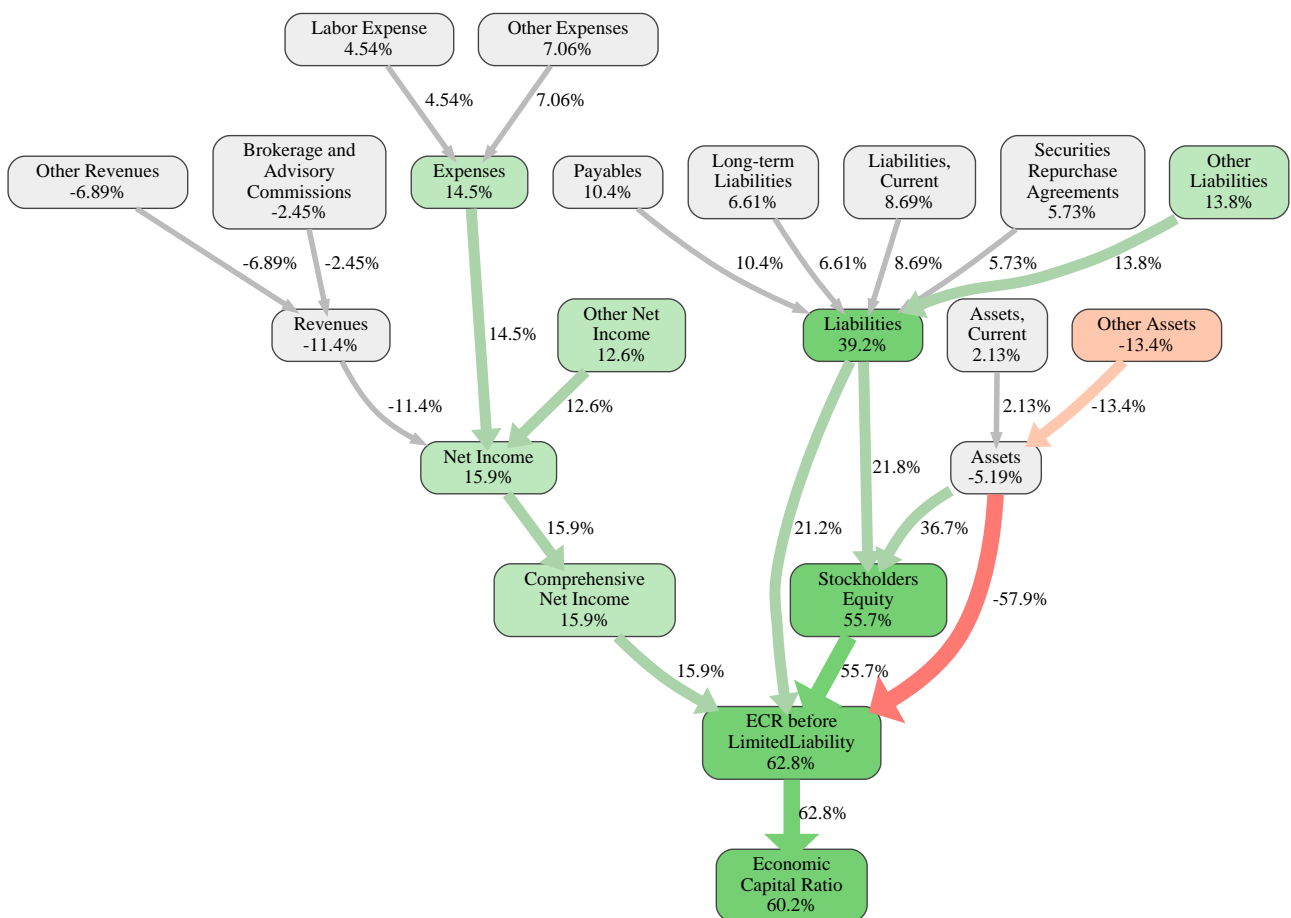 Labor Expense
4.54%
Other Expenses
7.06%
4.54%
7.06%
Other Revenues
-6.89%
Brokerage and
Advisory
Commissions
-2.45%
Expenses
14.5%
Payables
10.4%
Long-term
Liabilities
6.61%
Liabilities,
Current
8.69%
Securities
Repurchase
Agreements
5.73%
Other
Liabilities
13.8%
-6.89%
-2.45%
10.4%
6.61%
8.69%
5.73%
13.8%
Revenues
-11.4%
14.5%
Other Net
Income
12.6%
Liabilities
39.2%
Assets,
Current
2.13%
Other Assets
-13.4%
-11.4%
12.6%
2.13%
-13.4%
Net Income
15.9%
21.8%
Assets
-5.19%
15.9%
21.2%
36.7%
Comprehensive
Net Income
15.9%
Stockholders
Equity
55.7%
-57.9%
15.9%
55.7%
ECR before
LimitedLiability
62.8%
62.8%
Economic
Capital Ratio
60.2%